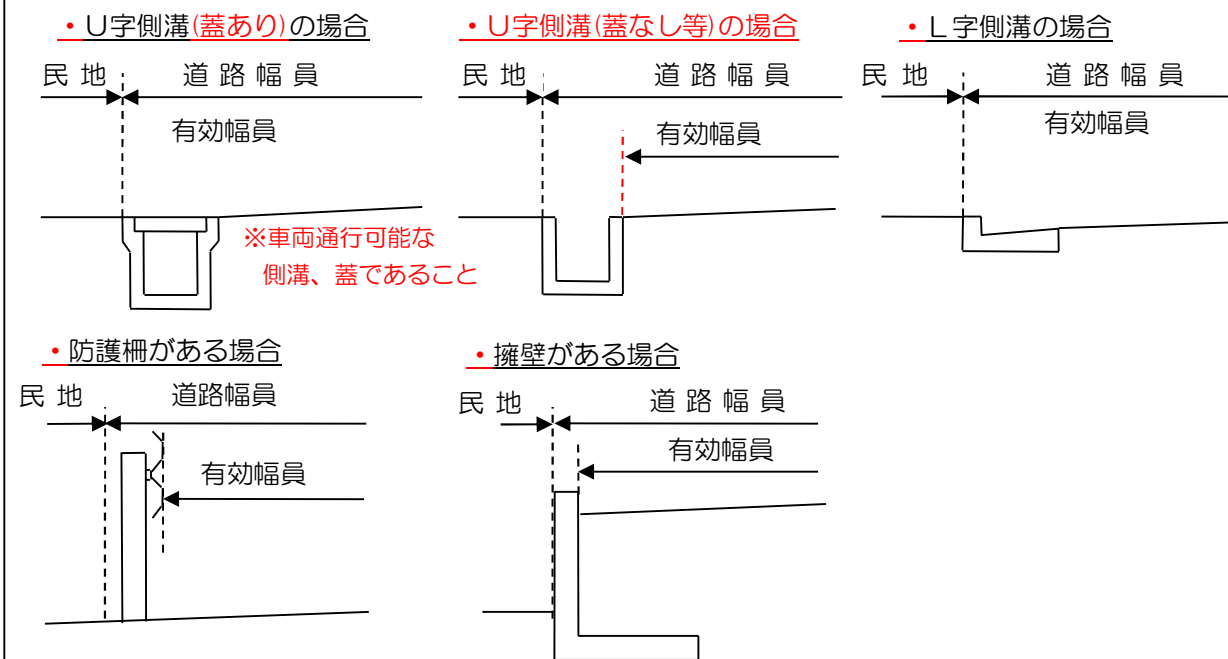 ・U字側溝(蓋あり)の場合
民 地 道 路 幅 員
有効幅員
※車両通行可能な
側溝、蓋であること
・U字側溝(蓋なし等)の場合
民 地 道 路 幅 員
有効幅員
・L字側溝の場合
民 地 道 路 幅 員
有効幅員
・防護柵がある場合
民 地 道路幅員
有効幅員
・擁壁がある場合
民 地 道 路 幅 員
有効幅員